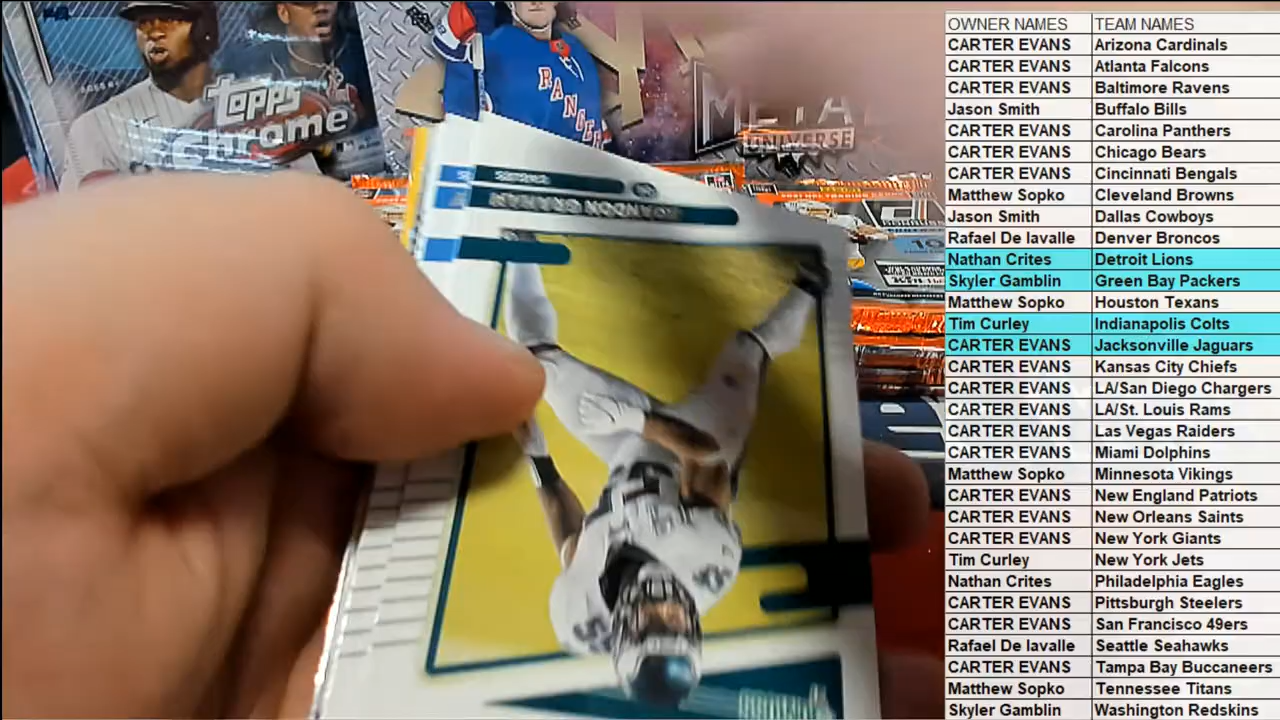 topps
chrome
RANGERS
METAL
UNIVERSE
BRANDON GRAHAM
55
OWNER NAMES TEAM NAMES
CARTER EVANS Arizona Cardinals
CARTER EVANS Atlanta Falcons
CARTER EVANS Baltimore Ravens
Jason Smith Buffalo Bills
CARTER EVANS Carolina Panthers
CARTER EVANS Chicago Bears
CARTER EVANS Cincinnati Bengals
Matthew Sopko Cleveland Browns
Jason Smith Dallas Cowboys
Rafael De lavalle Denver Broncos
Nathan Crites Detroit Lions
Skyler Gamblin Green Bay Packers
Matthew Sopko Houston Texans
Tim Curley Indianapolis Colts
CARTER EVANS Jacksonville Jaguars
CARTER EVANS Kansas City Chiefs
CARTER EVANS LA/San Diego Chargers
CARTER EVANS LA/St. Louis Rams
CARTER EVANS Las Vegas Raiders
CARTER EVANS Miami Dolphins
Matthew Sopko Minnesota Vikings
CARTER EVANS New England Patriots
CARTER EVANS New Orleans Saints
CARTER EVANS New York Giants
Tim Curley New York Jets
Nathan Crites Philadelphia Eagles
CARTER EVANS Pittsburgh Steelers
CARTER EVANS San Francisco 49ers
Rafael De lavalle Seattle Seahawks
CARTER EVANS Tampa Bay Buccaneers
Matthew Sopko Tennessee Titans
Skyler Gamblin Washington Redskins